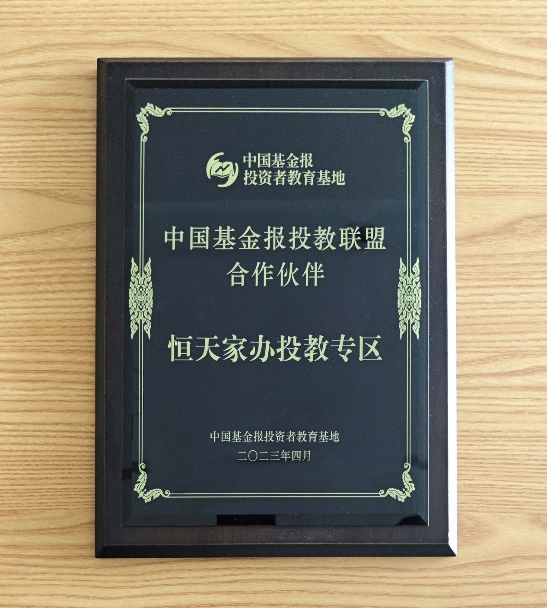 中国基金报
投资者教育基地
中国基金报投教联盟
合作伙伴
恒天家办投教专区
中国基金报投资者教育基地
二〇二三年四月